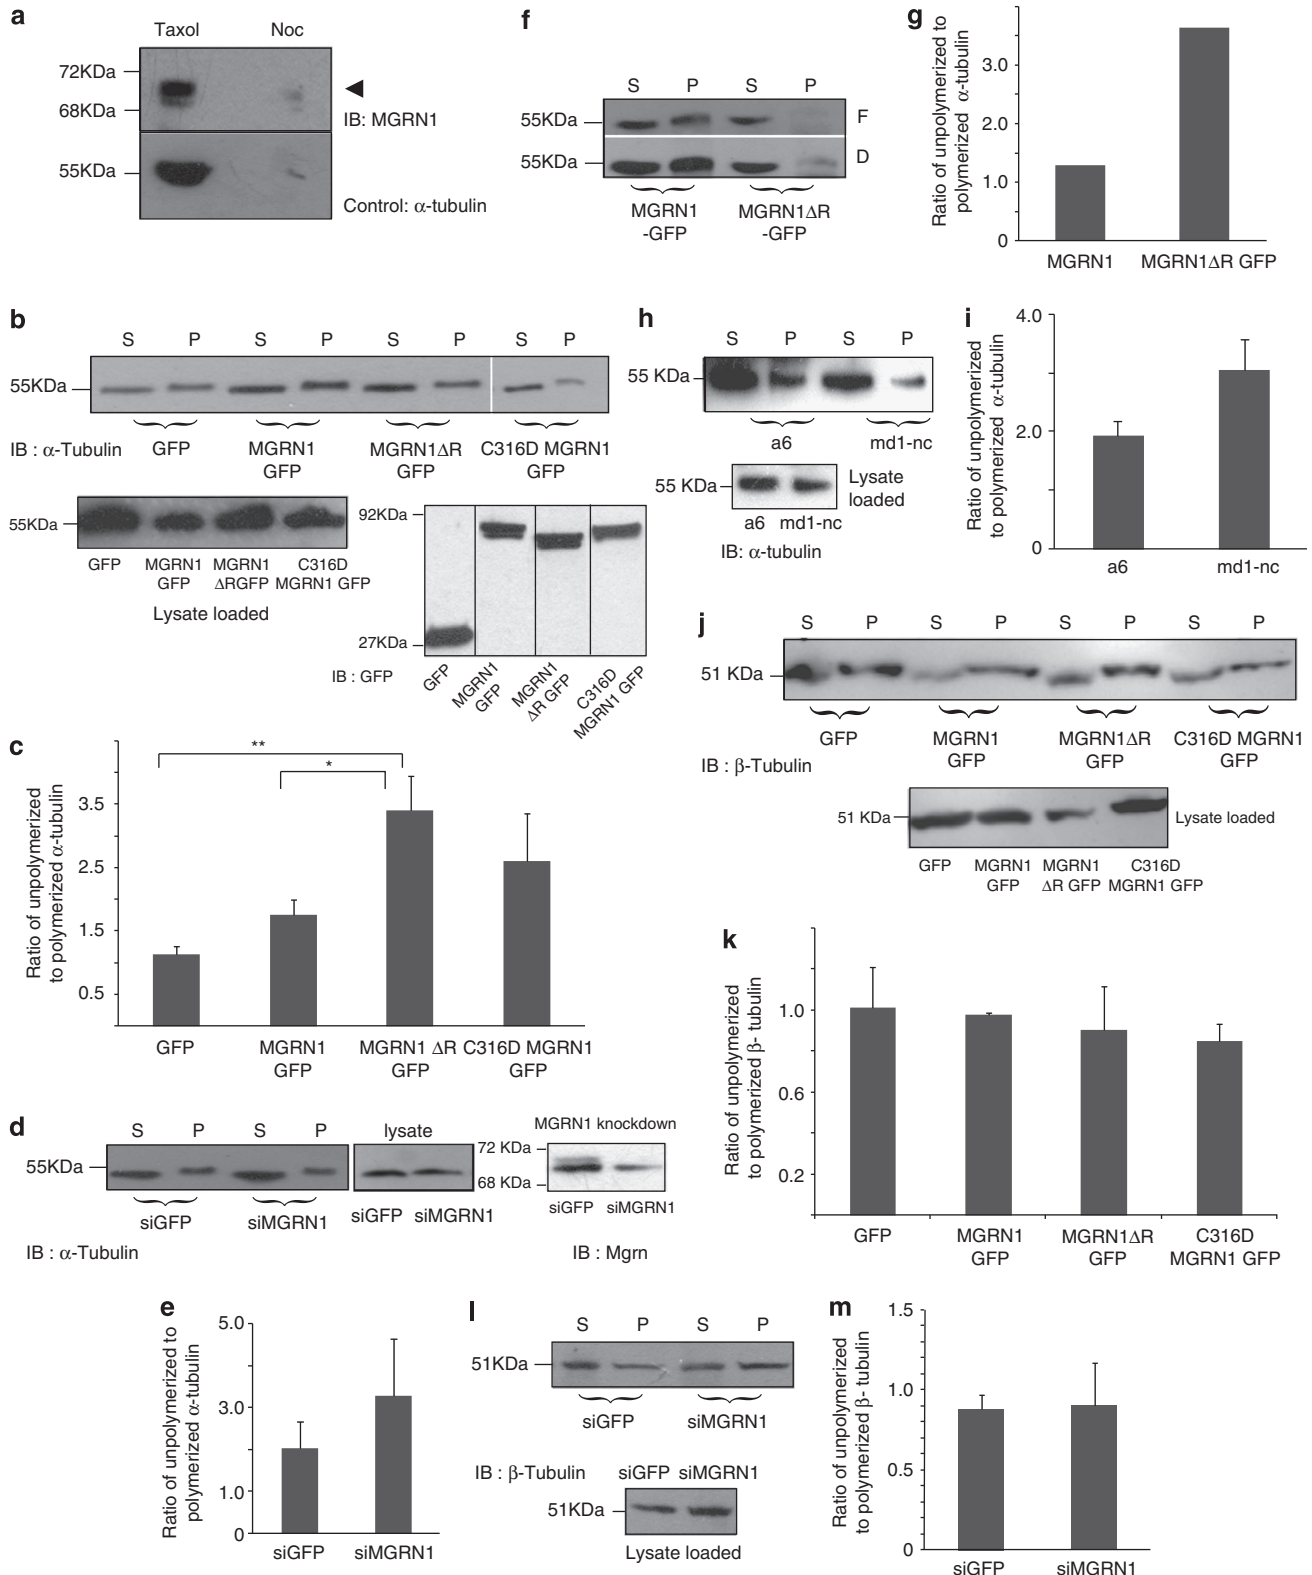 a
Taxol Noc
72KDa
68KDa
IB: MGRN1
55KDa
Control: α-tubulin
f
S P S P
55KDa F
55KDa D
MGRN1 -GFP
MGRN1ΔR -GFP
g
Ratio of unpolymerized to polymerized α-tubulin
3.0
2.0
1.0
0
MGRN1 MGRN1ΔR GFP
b
S P S P S P S P
55KDa
IB : α-Tubulin
GFP
MGRN1 GFP
MGRN1ΔR GFP
C316D MGRN1 GFP
55KDa
GFP
MGRN1 GFP
MGRN1 ΔRGFP
C316D MGRN1 GFP
Lysate loaded
92KDa
27KDa
IB : GFP
GFP
MGRN1 GFP
MGRN1 ΔR GFP
C316D MGRN1 GFP
h
S P S P
55 KDa
a6 md1-nc
55 KDa
Lysate loaded
a6 md1-nc
IB: α-tubulin
i
Ratio of unpolymerized to polymerized α-tubulin
4.0
2.0
0
a6 md1-nc
c
Ratio of unpolymerized to polymerized α-tubulin
**
*
3.5
2.5
1.5
0.5
GFP
MGRN1 GFP
MGRN1 ΔR GFP
C316D MGRN1 GFP
j
S P S P S P S P
51 KDa
GFP
MGRN1 GFP
MGRN1ΔR GFP
C316D MGRN1 GFP
IB : β-Tubulin
51 KDa
Lysate loaded
GFP
MGRN1 GFP
MGRN1 ΔR GFP
C316D MGRN1 GFP
k
Ratio of unpolymerized to polymerized β- tubulin
1.0
0.6
0.2
GFP
MGRN1 GFP
MGRN1ΔR GFP
C316D MGRN1 GFP
d
S P S P
lysate
MGRN1 knockdown
55KDa
72 KDa
68 KDa
siGFP siMGRN1
siGFP siMGRN1
siGFP siMGRN1
IB : α-Tubulin
IB : Mgrn
e
Ratio of unpolymerized to polymerized α-tubulin
5.0
3.0
1.0
0
siGFP siMGRN1
l
S P S P
51KDa
siGFP siMGRN1
IB : β-Tubulin
siGFP siMGRN1
51KDa
Lysate loaded
m
Ratio of unpolymerized to polymerized β- tubulin
1.5
1.0
0.5
0
siGFP siMGRN1